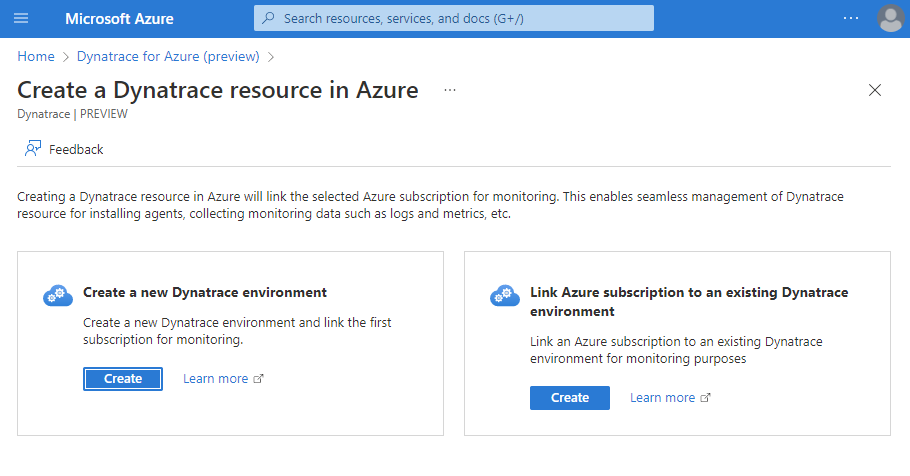 Microsoft Azure
Search resources, services, and docs (G+/)
Home > Dynatrace for Azure (preview) >
Create a Dynatrace resource in Azure ...
Dynatrace | PREVIEW
Feedback
Creating a Dynatrace resource in Azure will link the selected Azure subscription for monitoring. This enables seamless management of Dynatrace
resource for installing agents, collecting monitoring data such as logs and metrics, etc.
Create a new Dynatrace environment
Create a new Dynatrace environment and link the first
subscription for monitoring.
Create
Learn more
Link Azure subscription to an existing Dynatrace
environment
Link an Azure subscription to an existing Dynatrace
environment for monitoring purposes
Create
Learn more